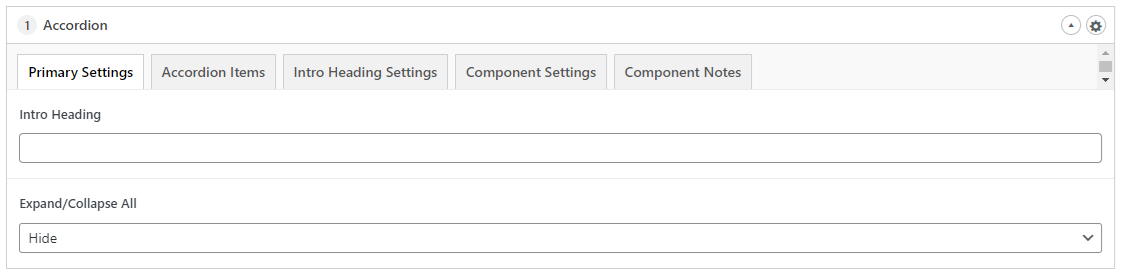 1 Accordion
Primary Settings Accordion Items Intro Heading Settings Component Settings Component Notes
Intro Heading
Expand/Collapse All
Hide